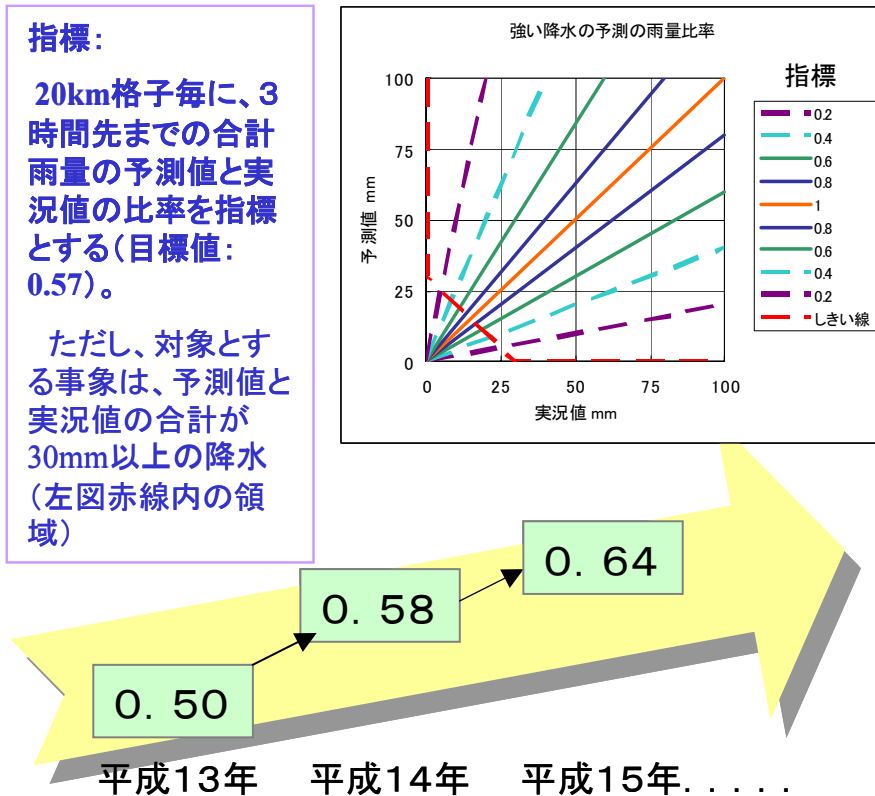 指標：
20km格子毎に、３
時間先までの合計
雨量の予測値と実
況値の比率を指標
とする（目標値：
0.57）。
ただし、対象とす
る事象は、予測値と
実況値の合計が
30mm以上の降水
（左図赤線内の領
域）
強い降水の予測の雨量比率
予測値 mm
100
75
50
25
0
0 25 50 75 100
実況値 mm
指標
0.2
0.4
0.6
0.8
1
0.8
0.6
0.4
0.2
しきい線
０．６４
０．５８
０．５０
平成１３年 平成１４年 平成１５年．．．．．